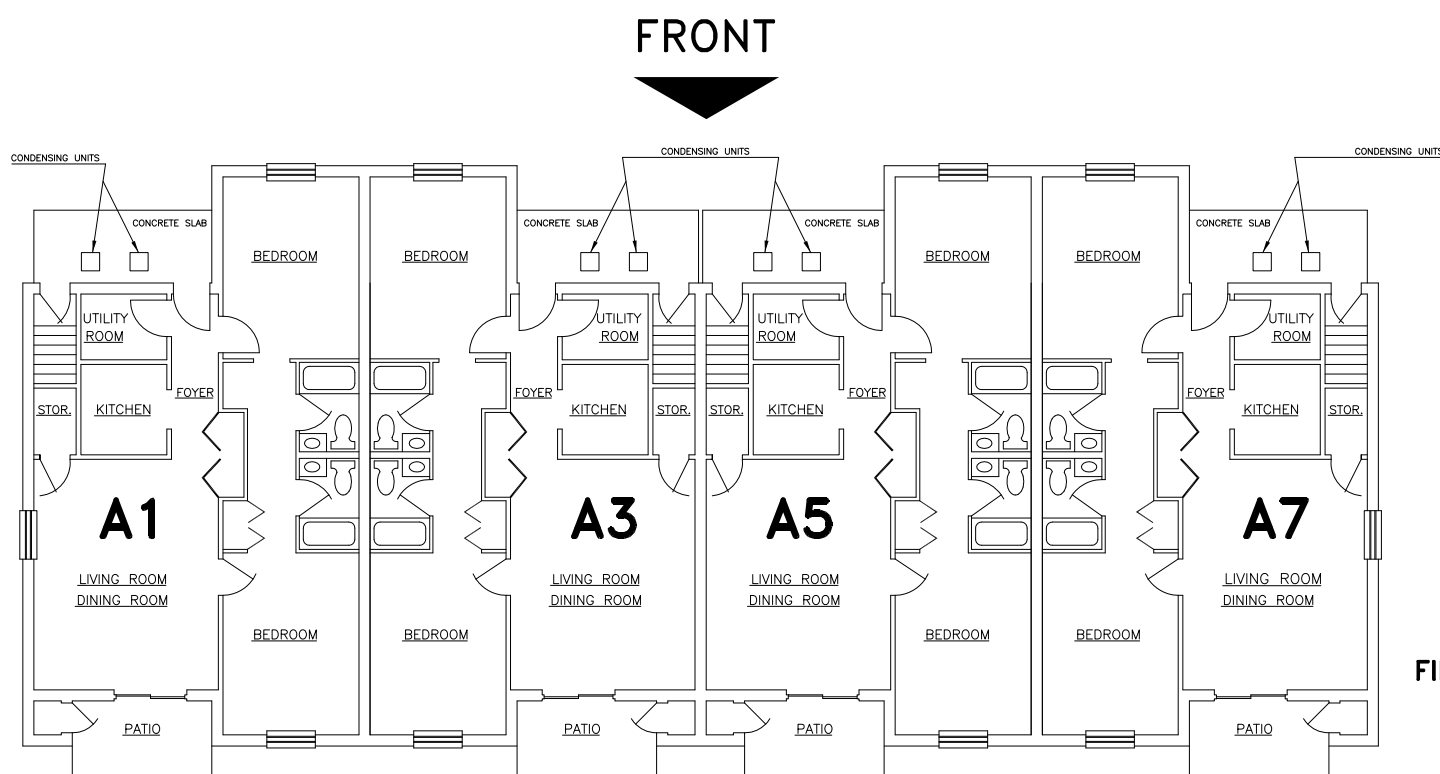 FRONT
CONDENSING UNITS
CONDENSING UNITS
CONDENSING UNITS
CONCRETE SLAB
CONCRETE SLAB
CONCRETE SLAB
CONCRETE SLAB
BEDROOM
BEDROOM
BEDROOM
BEDROOM
UTILITY
ROOM
UTILITY
ROOM
UTILITY
ROOM
UTILITY
ROOM
FOYER
FOYER
FOYER
FOYER
STOR.
KITCHEN
KITCHEN
STOR.
STOR.
KITCHEN
KITCHEN
STOR.
A1
A3
A5
A7
LIVING ROOM
DINING ROOM
LIVING ROOM
DINING ROOM
LIVING ROOM
DINING ROOM
LIVING ROOM
DINING ROOM
BEDROOM
BEDROOM
BEDROOM
BEDROOM
PATIO
PATIO
PATIO
PATIO